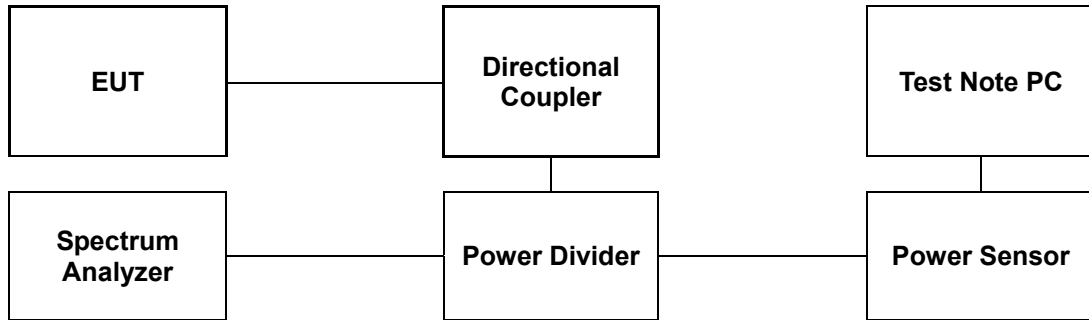 EUT
Directional
Coupler
Test Note PC
Spectrum
Analyzer
Power Divider
Power Sensor